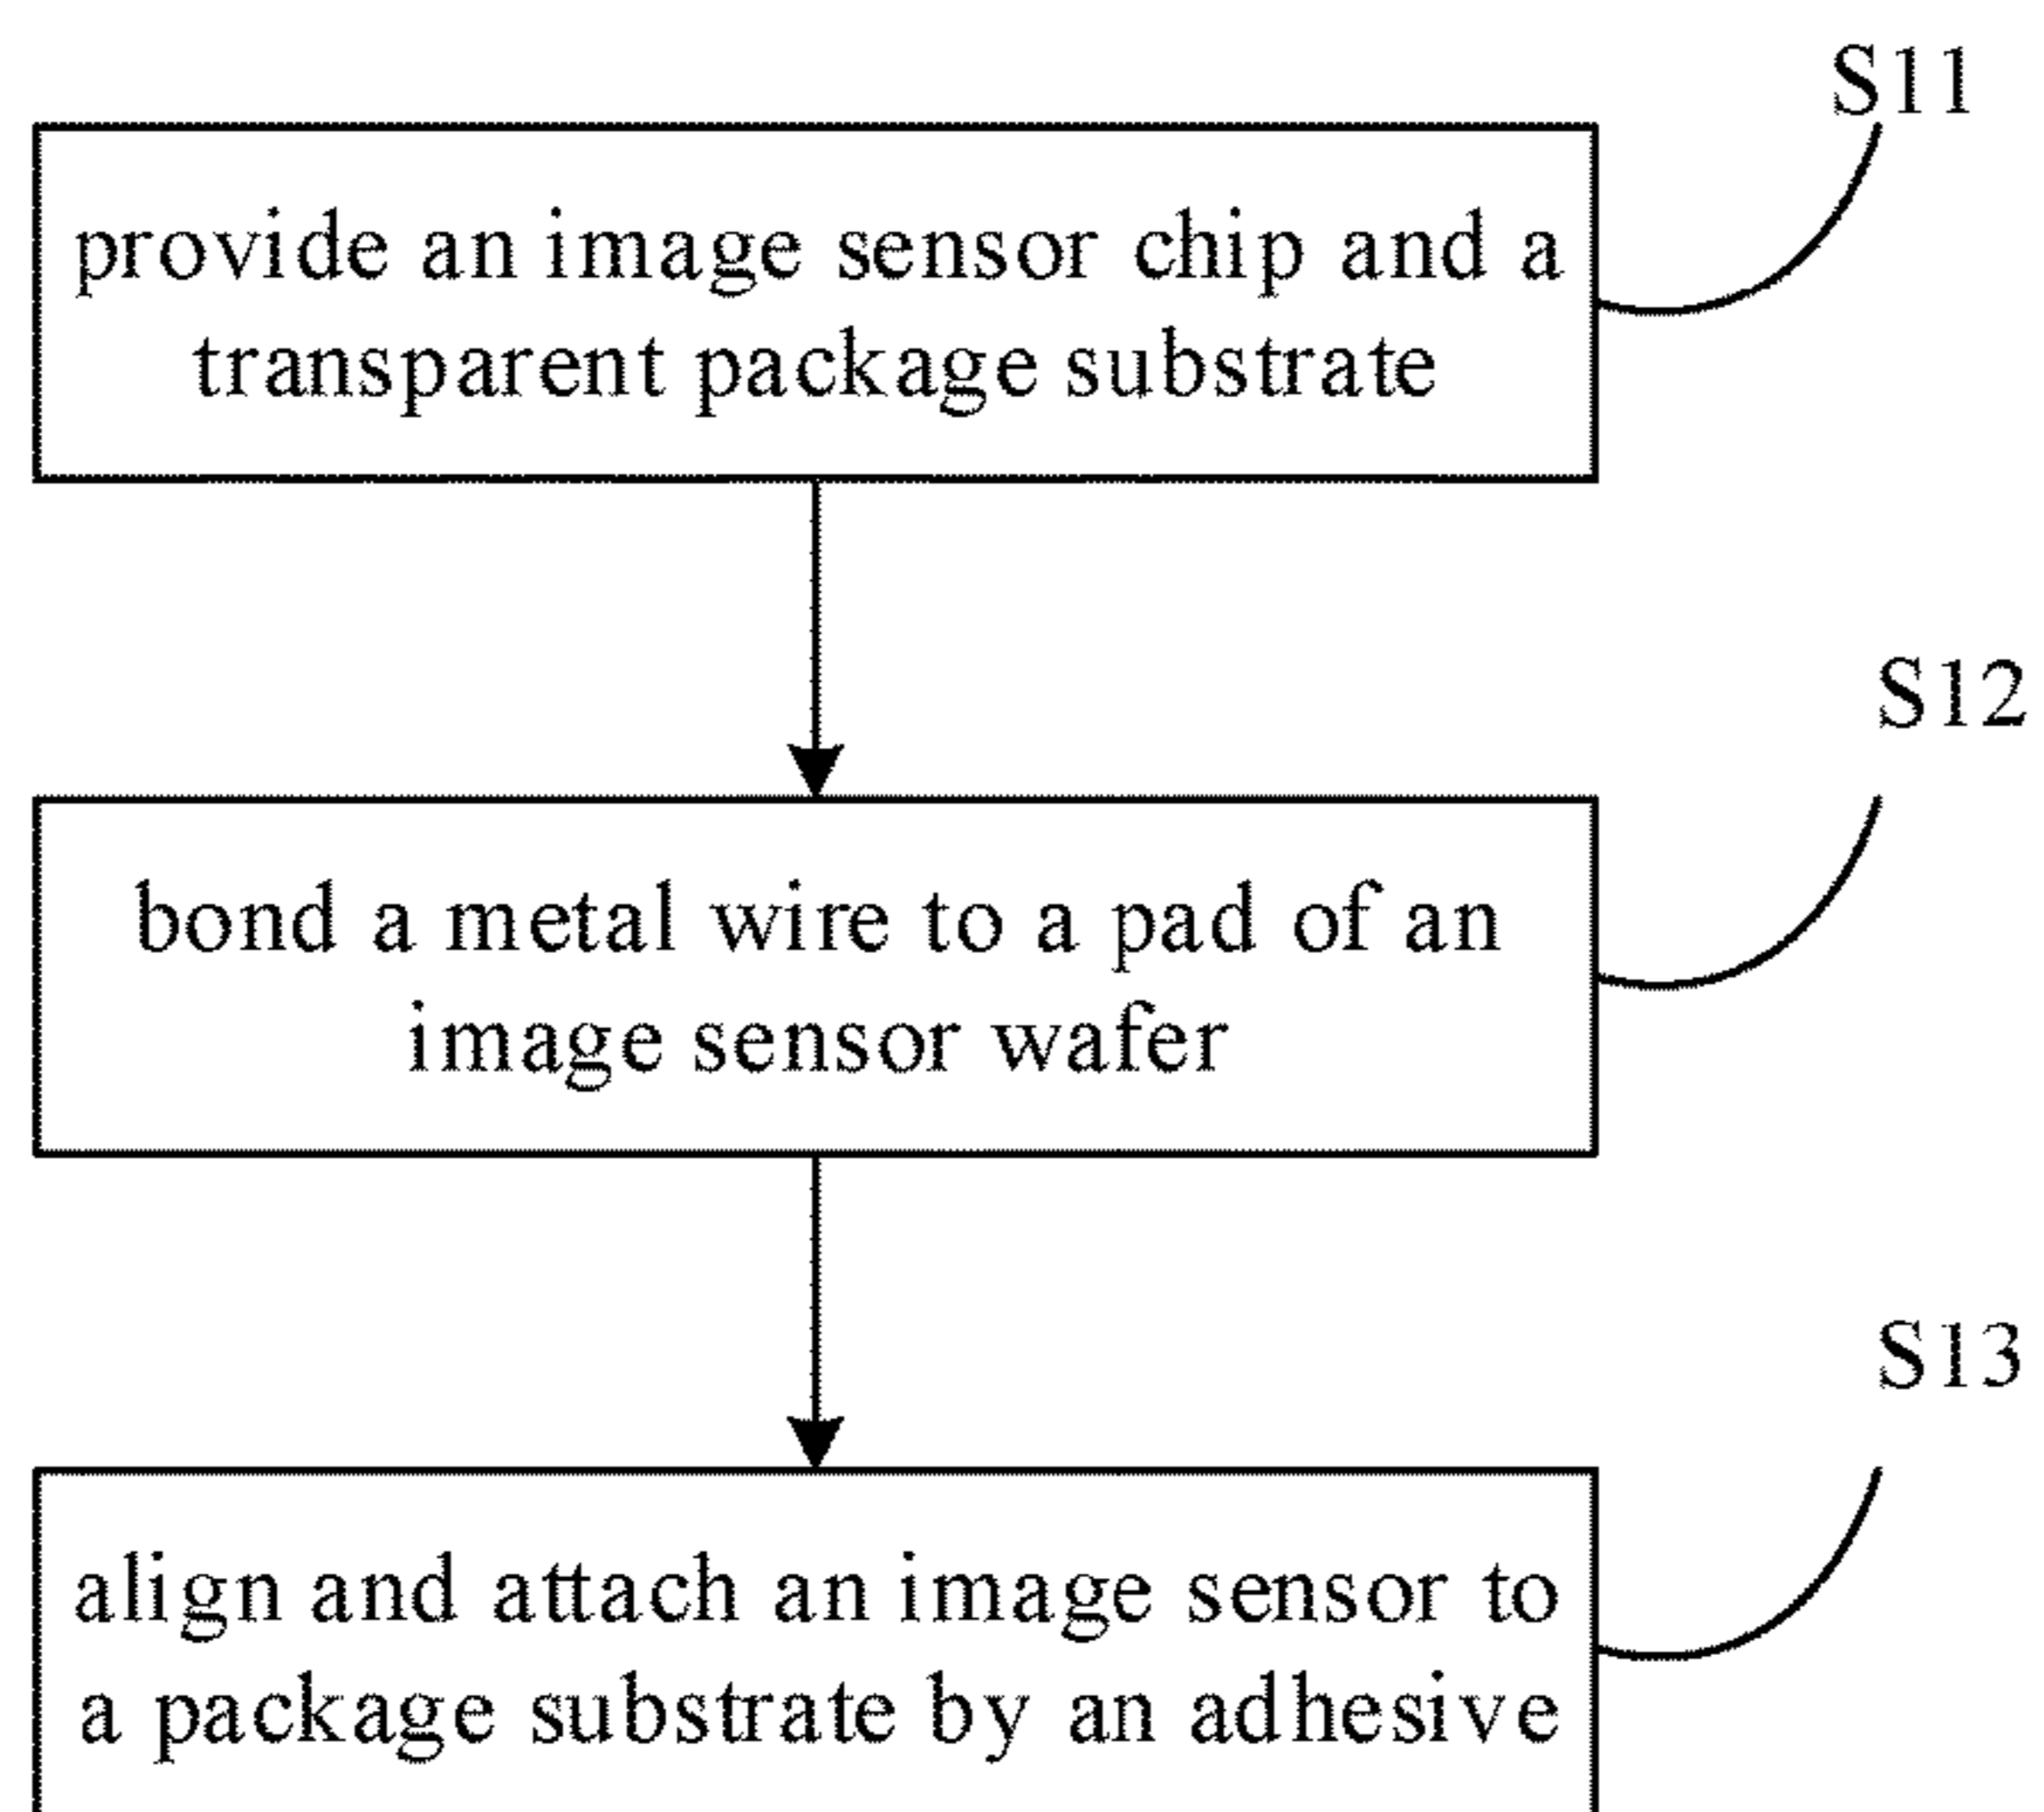 S11
provide an image sensor chip and a
transparent package substrate
S12
bond a metal wire to a pad of an
image sensor wafer
S13
align and attach an image sensor to
a package substrate by an adhesive